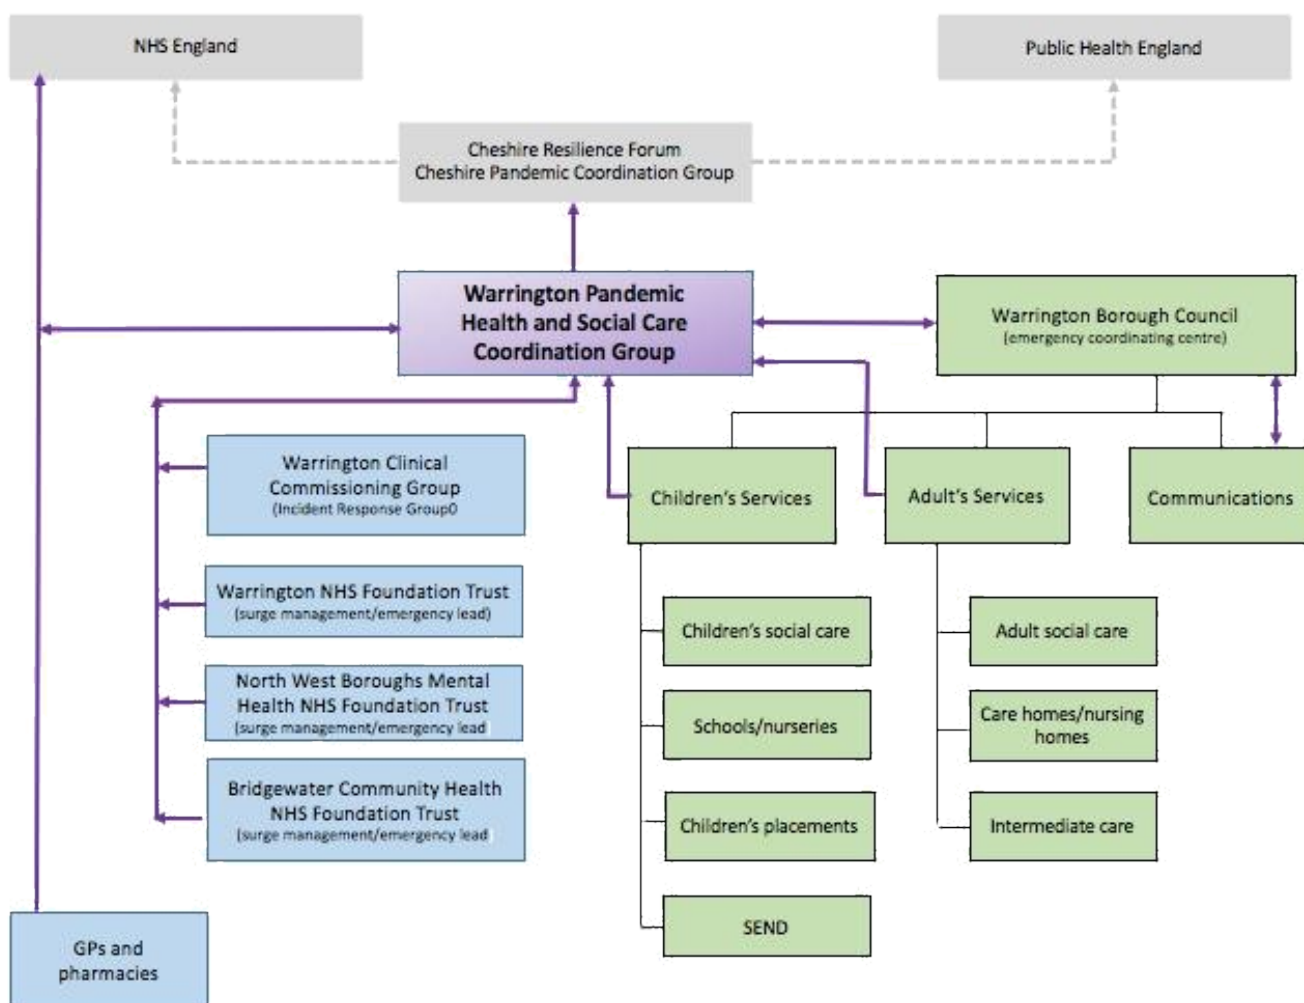 NHS England
Public Health England
Cheshire Resilience Forum
Cheshire Pandemic Coordination Group
Warrington Pandemic
Health and Social Care
Coordination Group
Warrington Borough Council
(emergency coordinating centre)
Warrington Clinical
Commissioning Group
(Incident Response Group0
Children's Services
Adult's Services
Communications
Warrington NHS Foundation Trust
(surge management/emergency lead)
Children's social care
Adult social care
North West Boroughs Mental
Health NHS Foundation Trust
(surge management/emergency lead
Schools/nurseries
Care homes/nursing
homes
Bridgewater Community Health
NHS Foundation Trust
(surge management/emergency lead
Children's placements
Intermediate care
SEND
GPs and
pharmacies